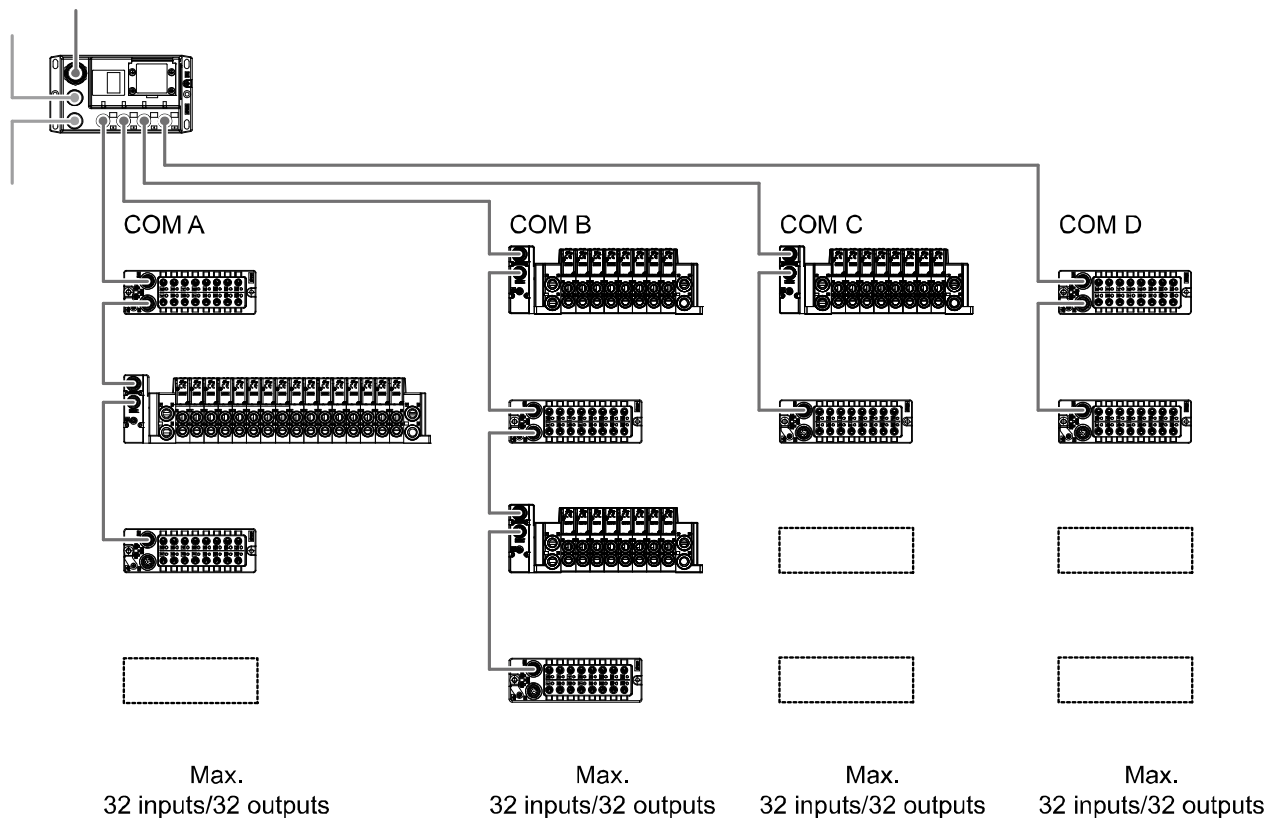 COM A
COM B
COM C
COM D
Max.
32 inputs/32 outputs
Max.
32 inputs/32 outputs
Max.
32 inputs/32 outputs
Max.
32 inputs/32 outputs